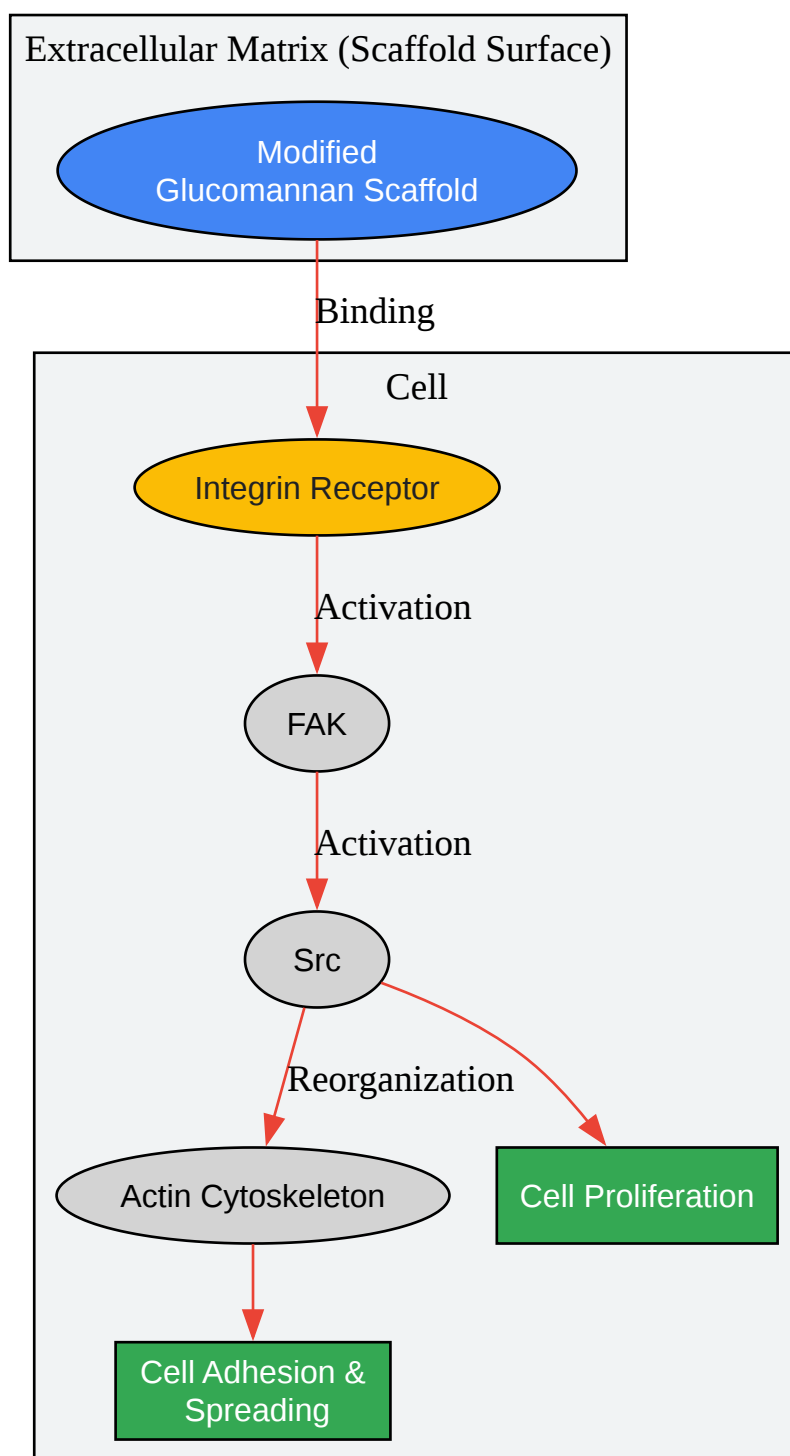 Extracellular Matrix (Scaffold Surface)
Modified
Glucomannan Scaffold
Binding
Cell
Integrin Receptor
Activation
FAK
Activation
Src
Reorganization
Actin Cytoskeleton
Cell Proliferation
Cell Adhesion &
Spreading